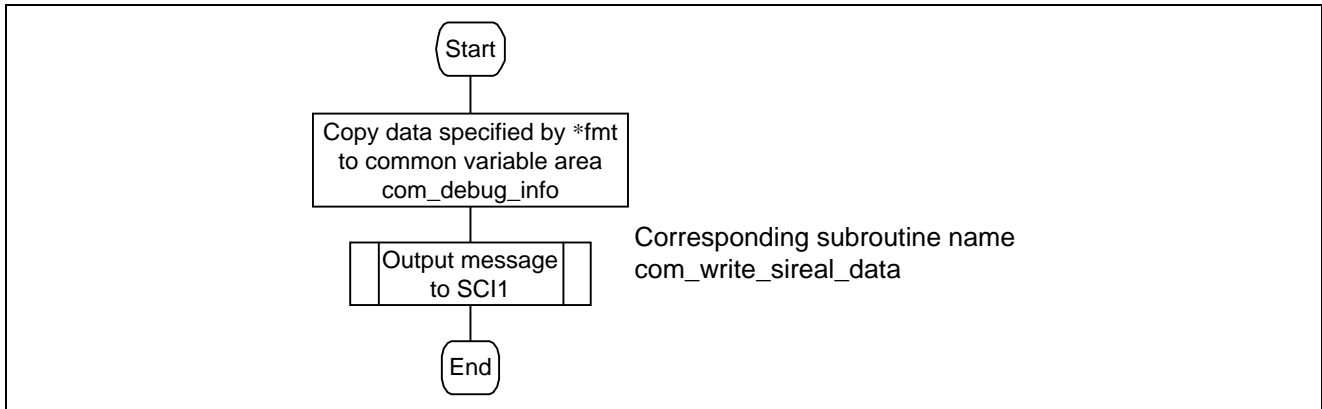 Start
Copy data specified by *fmt
to common variable area
com_debug_info
Output message
to SCI1
Corresponding subroutine name
com_write_sireal_data
End